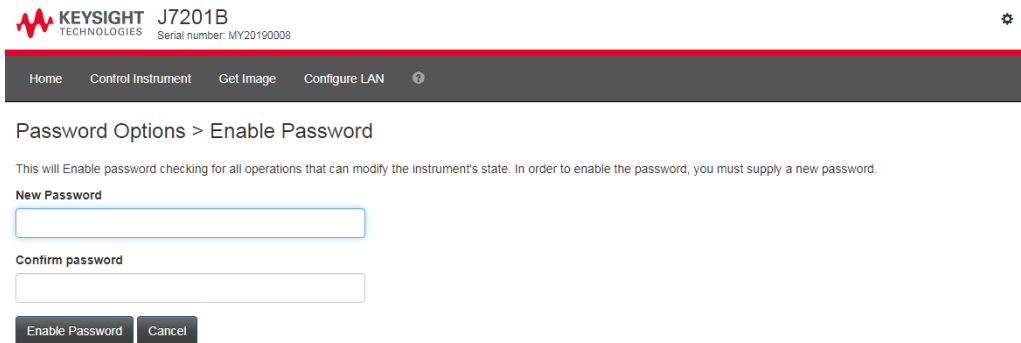 KEYSIGHT J7201B
TECHNOLOGIES Serial number: MY20190008
Home Control Instrument Get Image Configure LAN ?
Password Options > Enable Password
This will Enable password checking for all operations that can modify the instrument's state. In order to enable the password, you must supply a new password.
New Password
Confirm password
Enable Password Cancel